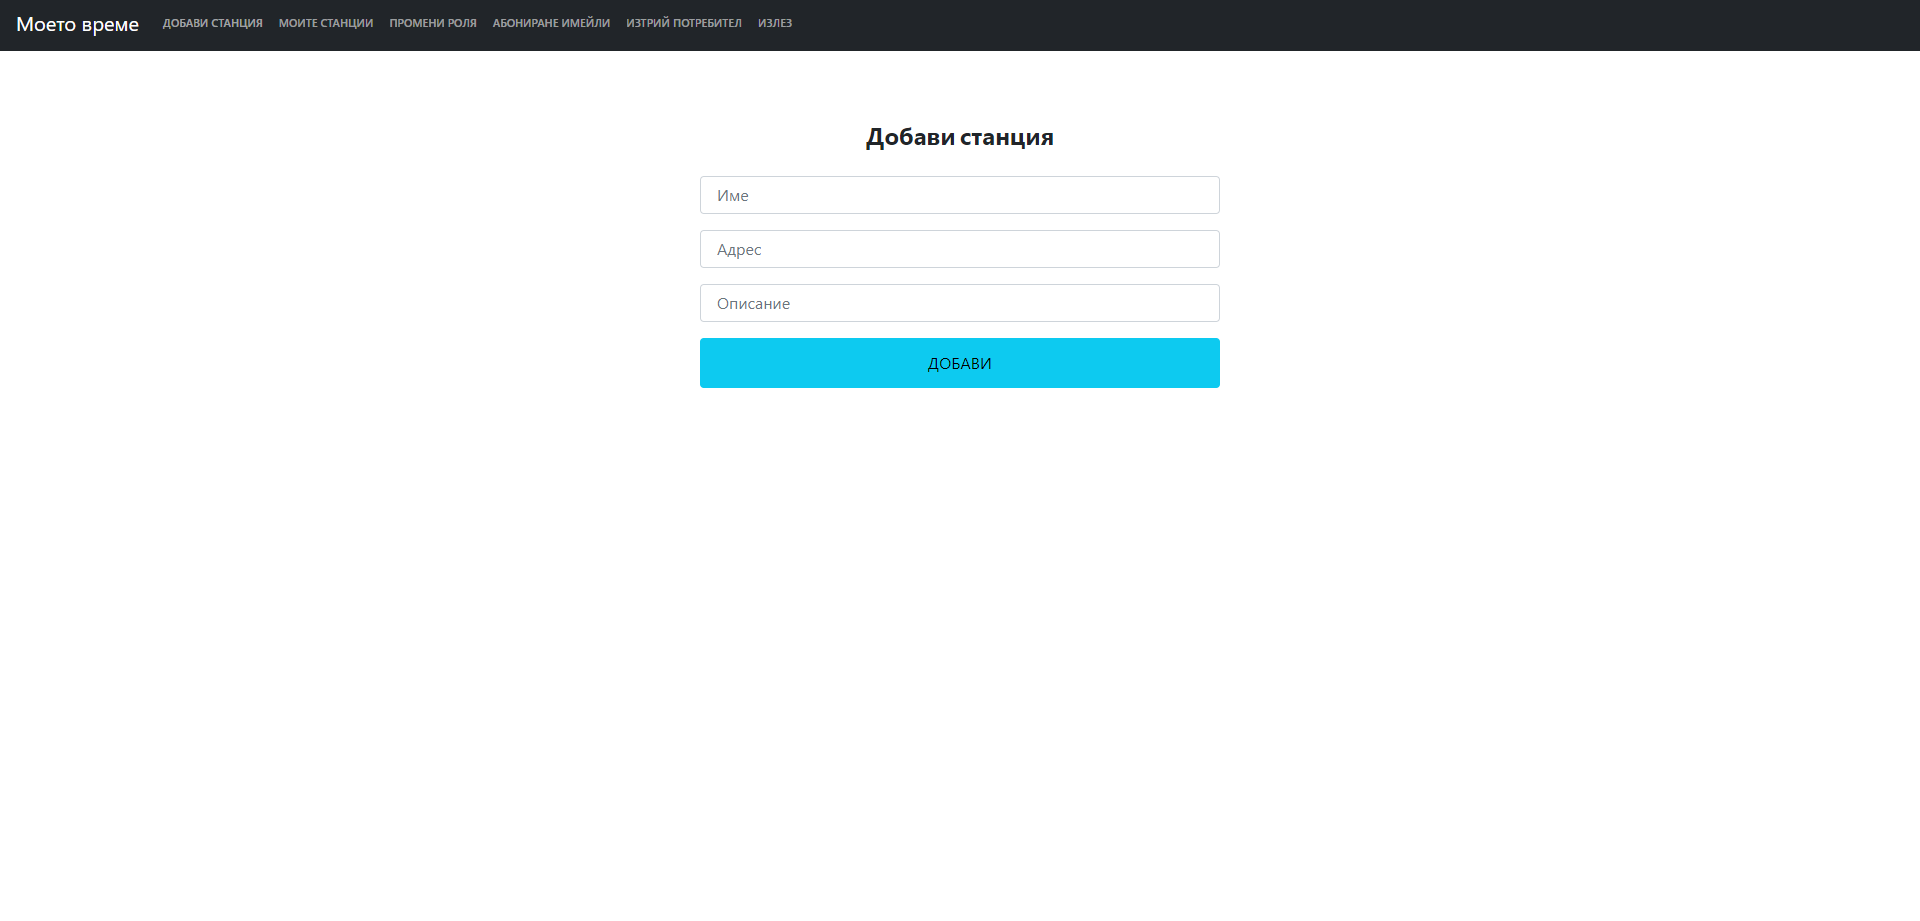 Моето време ДОБАВИ СТАНЦИЯ МОИТЕ СТАНЦИИ ПРОМЕНИ РОЛЯ АБОНИРАНЕ ИМЕЙЛИ ИЗТРИЙ ПОТРЕБИТЕЛ ИЗЛЕЗ
Добави станция
Име
Адрес
Описание
ДОБАВИ